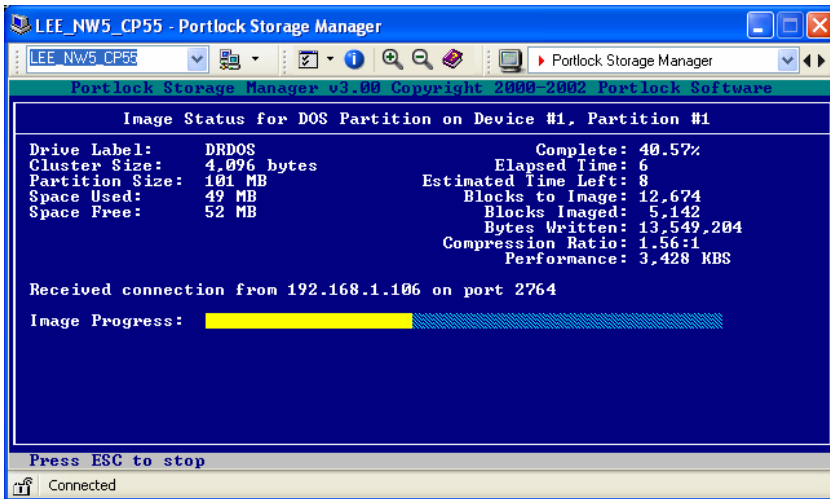 LEE_NW5_CP55 - Portlock Storage Manager
LEE_NW5_CP55 Portlock Storage Manager
Portlock Storage Manager v3.00 Copyright 2000-2002 Portlock Software
Image Status for DOS Partition on Device #1, Partition #1
Drive Label: DRDOS Complete: 40.57%
Cluster Size: 4,096 bytes Elapsed Time: 6
Partition Size: 101 MB Estimated Time Left: 8
Space Used: 49 MB Blocks to Image: 12,674
Space Free: 52 MB Blocks Imaged: 5,142
Bytes Written: 13,549,204
Compression Ratio: 1.56:1
Performance: 3,428 KBS
Received connection from 192.168.1.106 on port 2764
Image Progress:
Press ESC to stop
Connected